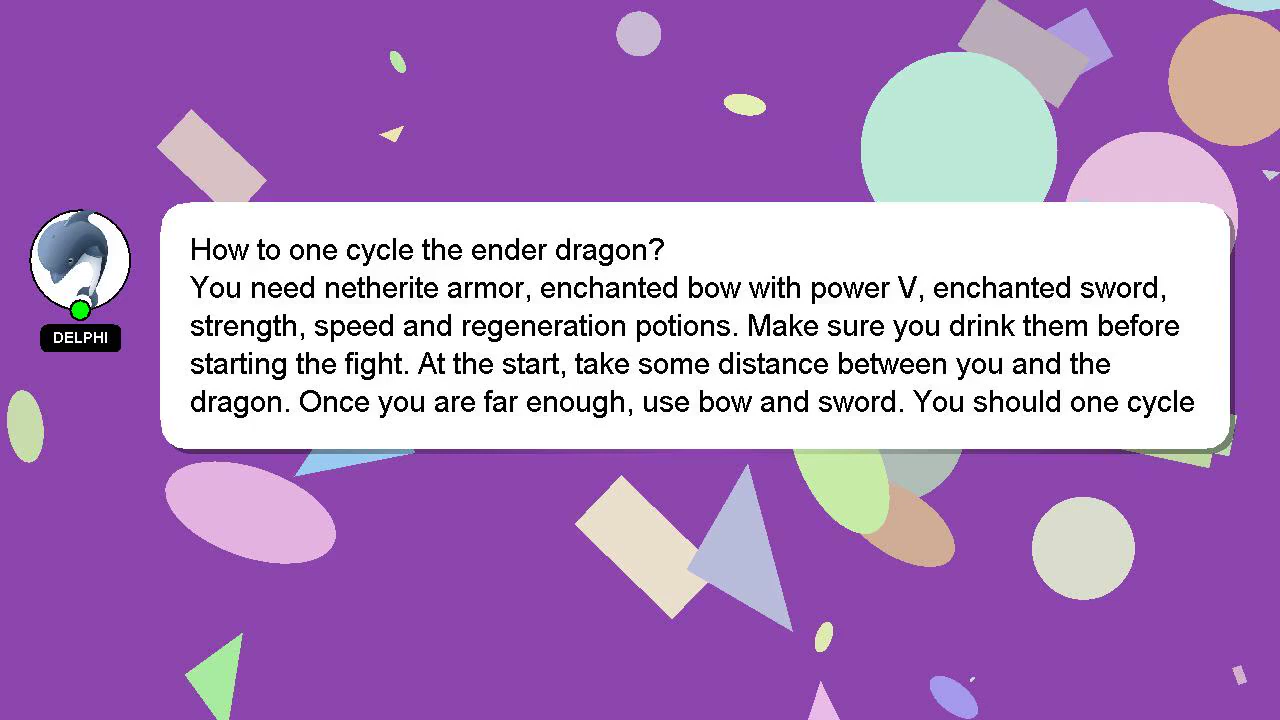 How to one cycle the ender dragon?
You need netherite armor, enchanted bow with power V, enchanted sword,
strength, speed and regeneration potions. Make sure you drink them before
starting the fight. At the start, take some distance between you and the
dragon. Once you are far enough, use bow and sword. You should one cycle
DELPHI